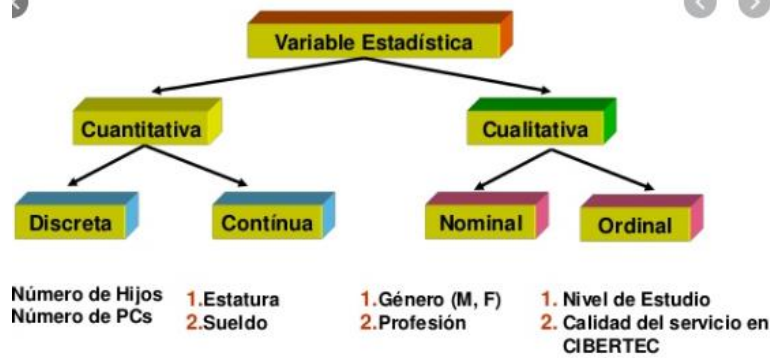 Variable Estadística
Cuantitativa
Cualitativa
Discreta
Contínua
Nominal
Ordinal
Número de Hijos
Número de PCs
1.Estatura
2.Sueldo
1.Género (M, F)
2.Profesión
1. Nivel de Estudio
2. Calidad del servicio en
CIBERTEC